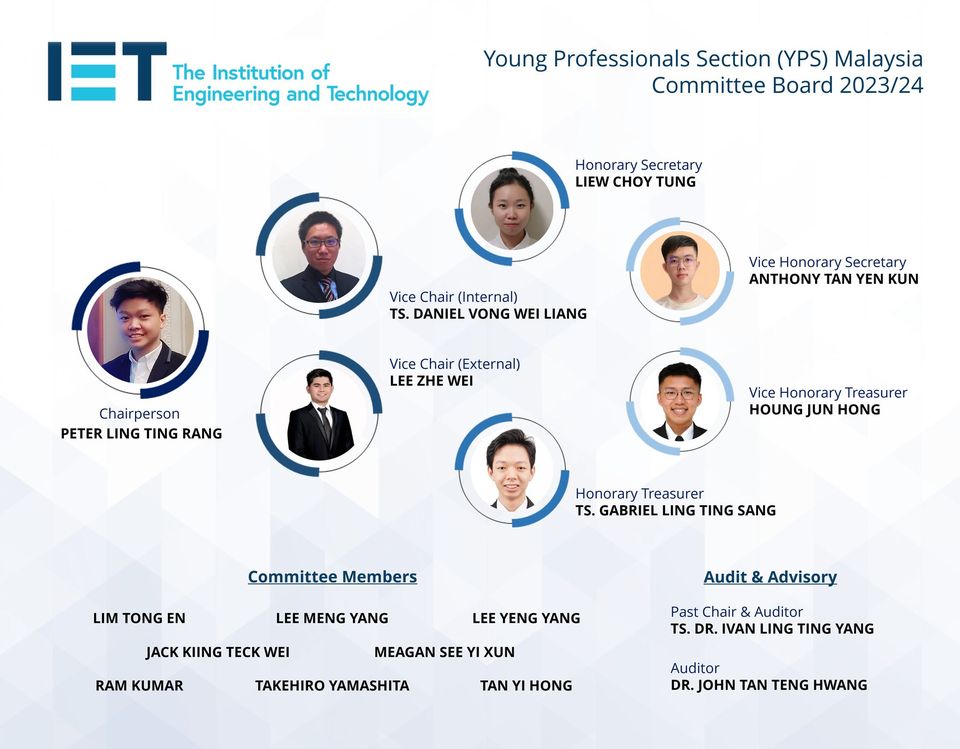 IET The Institution of
Engineering and Technology
Young Professionals Section (YPS) Malaysia
Committee Board 2023/24
Honorary Secretary
LIEW CHOY TUNG
Vice Honorary Secretary
ANTHONY TAN YEN KUN
Vice Chair (Internal)
TS. DANIEL VONG WEI LIANG
Vice Chair (External)
LEE ZHE WEI
Vice Honorary Treasurer
HOUNG JUN HONG
Chairperson
PETER LING TING RANG
Honorary Treasurer
TS. GABRIEL LING TING SANG
Committee Members
LIM TONG EN LEE MENG YANG LEE YENG YANG
JACK KIING TECK WEI MEAGAN SEE YI XUN
RAM KUMAR TAKEHIRO YAMASHITA TAN YI HONG
Audit & Advisory
Past Chair & Auditor
TS. DR. IVAN LING TING YANG
Auditor
DR. JOHN TAN TENG HWANG